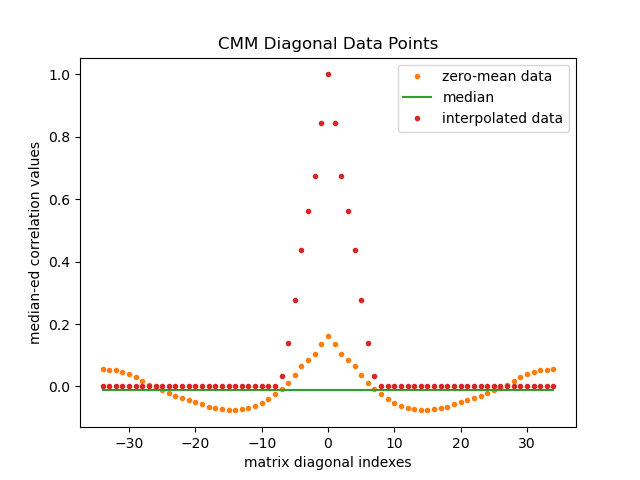 CMM Diagonal Data Points
zero-mean data
median
interpolated data
median-ed correlation values
1.0
0.8
0.6
0.4
0.2
0.0
−30 −20 −10 0 10 20 30
matrix diagonal indexes